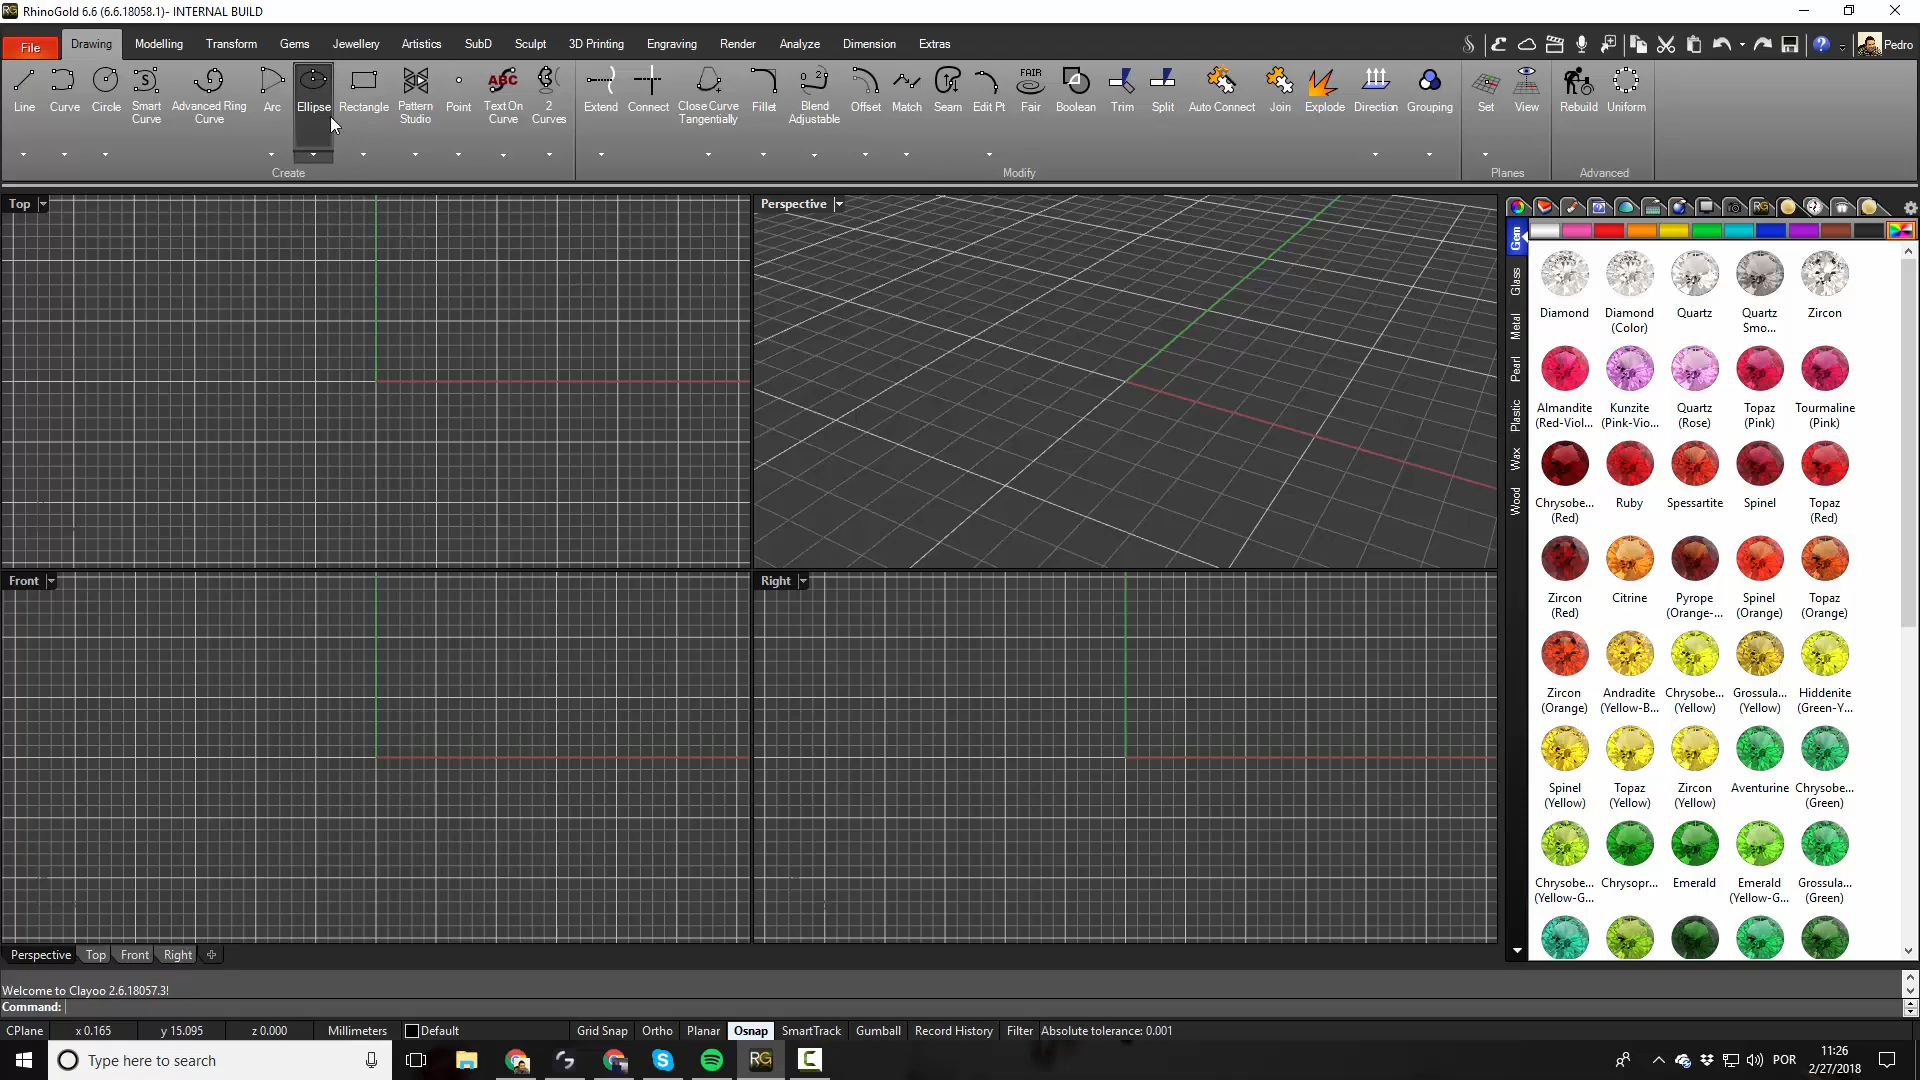 RhinoGold 6.6 (6.6.18058.1)- INTERNAL BUILD
File Drawing Modelling Transform Gems Jewellery Artistics SubD Sculpt 3D Printing Engraving Render Analyze Dimension Extras Pedro
Line Curve Circle Smart Curve Advanced Ring Curve Arc Ellipse Rectangle Pattern Studio Point Text On Curve 2 Curves Extend Connect Close Curve Tangentially Fillet Blend Adjustable Offset Match Seam Edit Pt Fair Boolean Trim Split Auto Connect Join Explode Direction Grouping Set View Rebuild Uniform
Create Modify Planes Advanced
Top Perspective
Front Right
Gem
Glass
Metal
Pearl
Plastic
Wax
Wood
Diamond Diamond (Color) Quartz Quartz Smo... Zircon
Almandite (Red-Viol... Kunzite (Pink-Vio... Quartz (Rose) Topaz (Pink) Tourmaline (Pink)
Chrysobe... (Red) Ruby Spessartite Spinel Topaz (Red)
Zircon (Red) Citrine Pyrope (Orange-... Spinel (Orange) Topaz (Orange)
Zircon (Orange) Andradite (Yellow-B... Chrysobe... (Yellow) Grossula... (Yellow) Hiddenite (Green-Y...
Spinel (Yellow) Topaz (Yellow) Zircon (Yellow) Aventurine Chrysobe... (Green)
Chrysobe... (Yellow-G... Chrysopr... Emerald Emerald (Yellow-G... Grossula... (Green)
Perspective Top Front Right
Welcome to Clayoo 2.6.18057.3!
Command:
CPlane x 0.165 y 15.095 z 0.000 Millimeters Default Grid Snap Ortho Planar Osnap SmartTrack Gumball Record History Filter Absolute tolerance: 0.001
Type here to search POR 11:26
2/27/2018